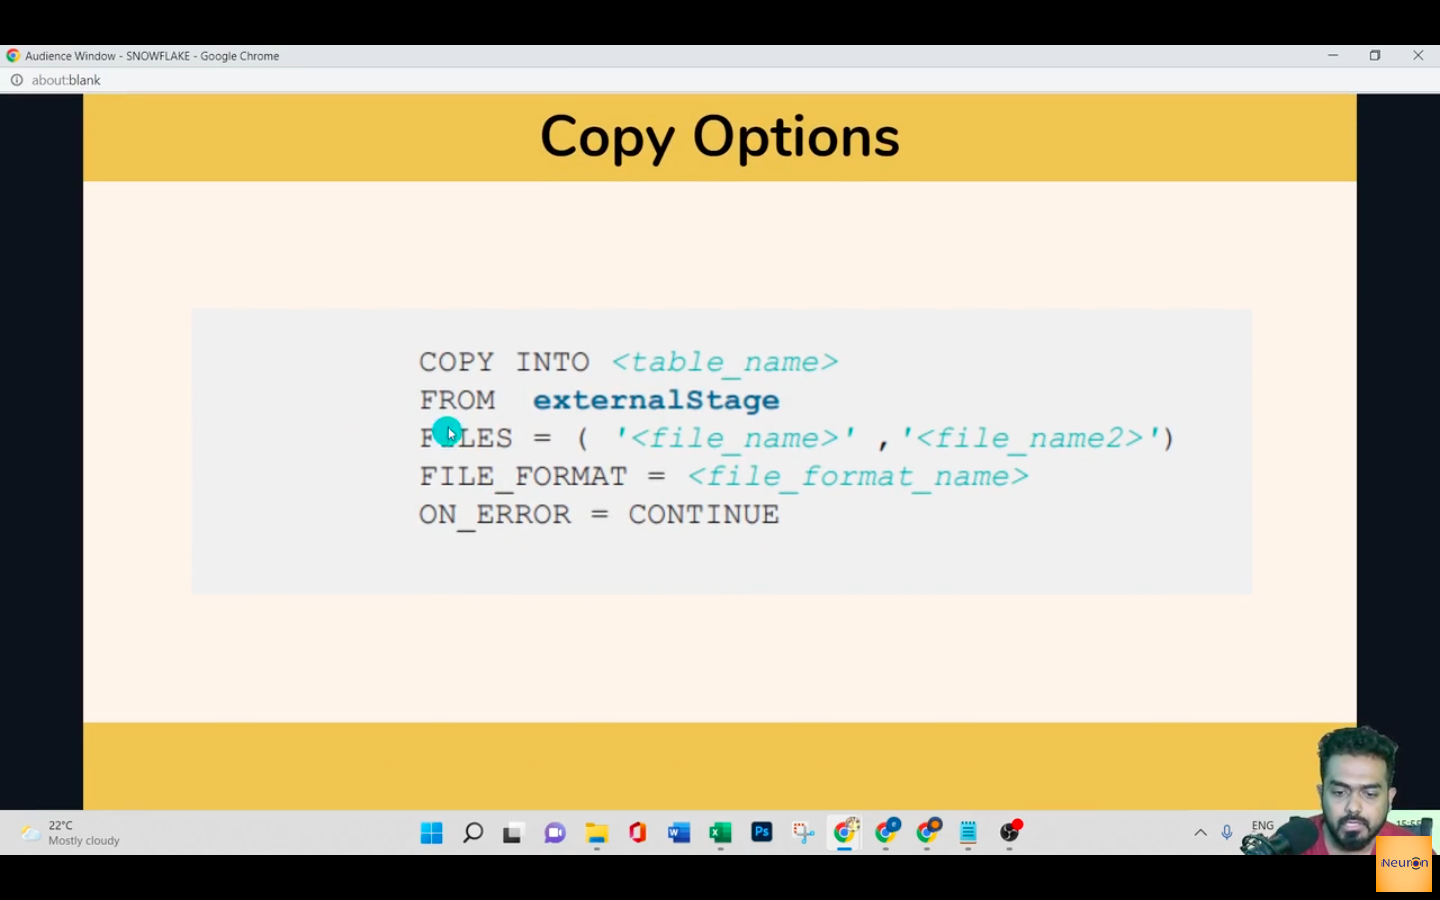 Audience Window - SNOWFLAKE - Google Chrome
about:blank
Copy Options
COPY INTO <table_name>
FROM externalStage
FILES = ( '<file_name>' ,'<file_name2>')
FILE_FORMAT = <file_format_name>
ON_ERROR = CONTINUE
22°C
Mostly cloudy
Ps
ENG
Neuron